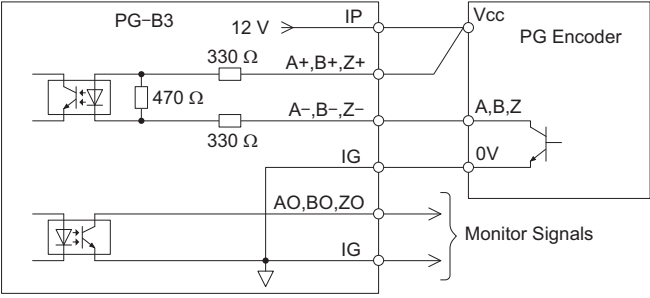 PG−B3
12 V
IP
Vcc
PG Encoder
330 Ω
A+,B+,Z+
470 Ω
A−,B−,Z−
A,B,Z
330 Ω
IG
0V
AO,BO,ZO
Monitor Signals
IG